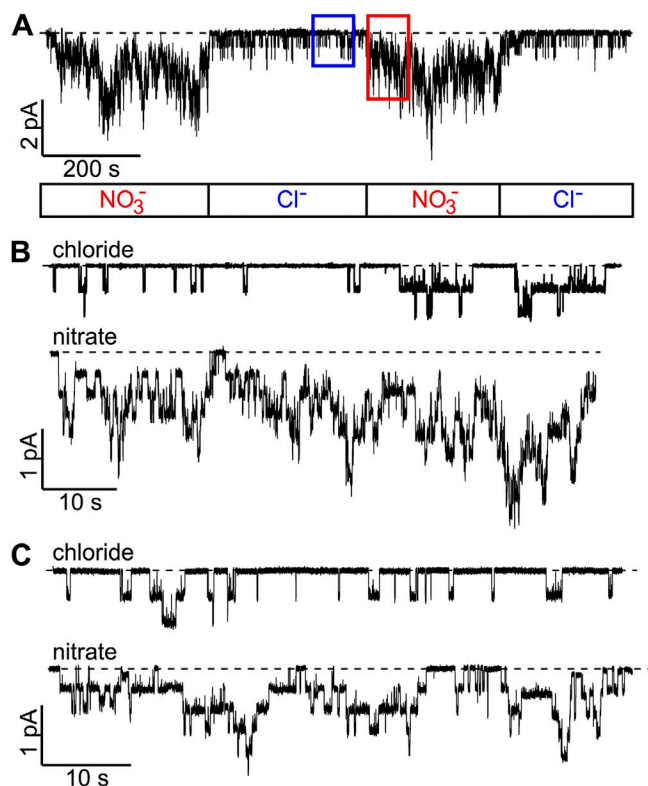 A
2 pA
200 s
NO₃⁻ Cl⁻ NO₃⁻ Cl⁻
B
chloride
nitrate
1 pA
10 s
C
chloride
nitrate
1 pA
10 s